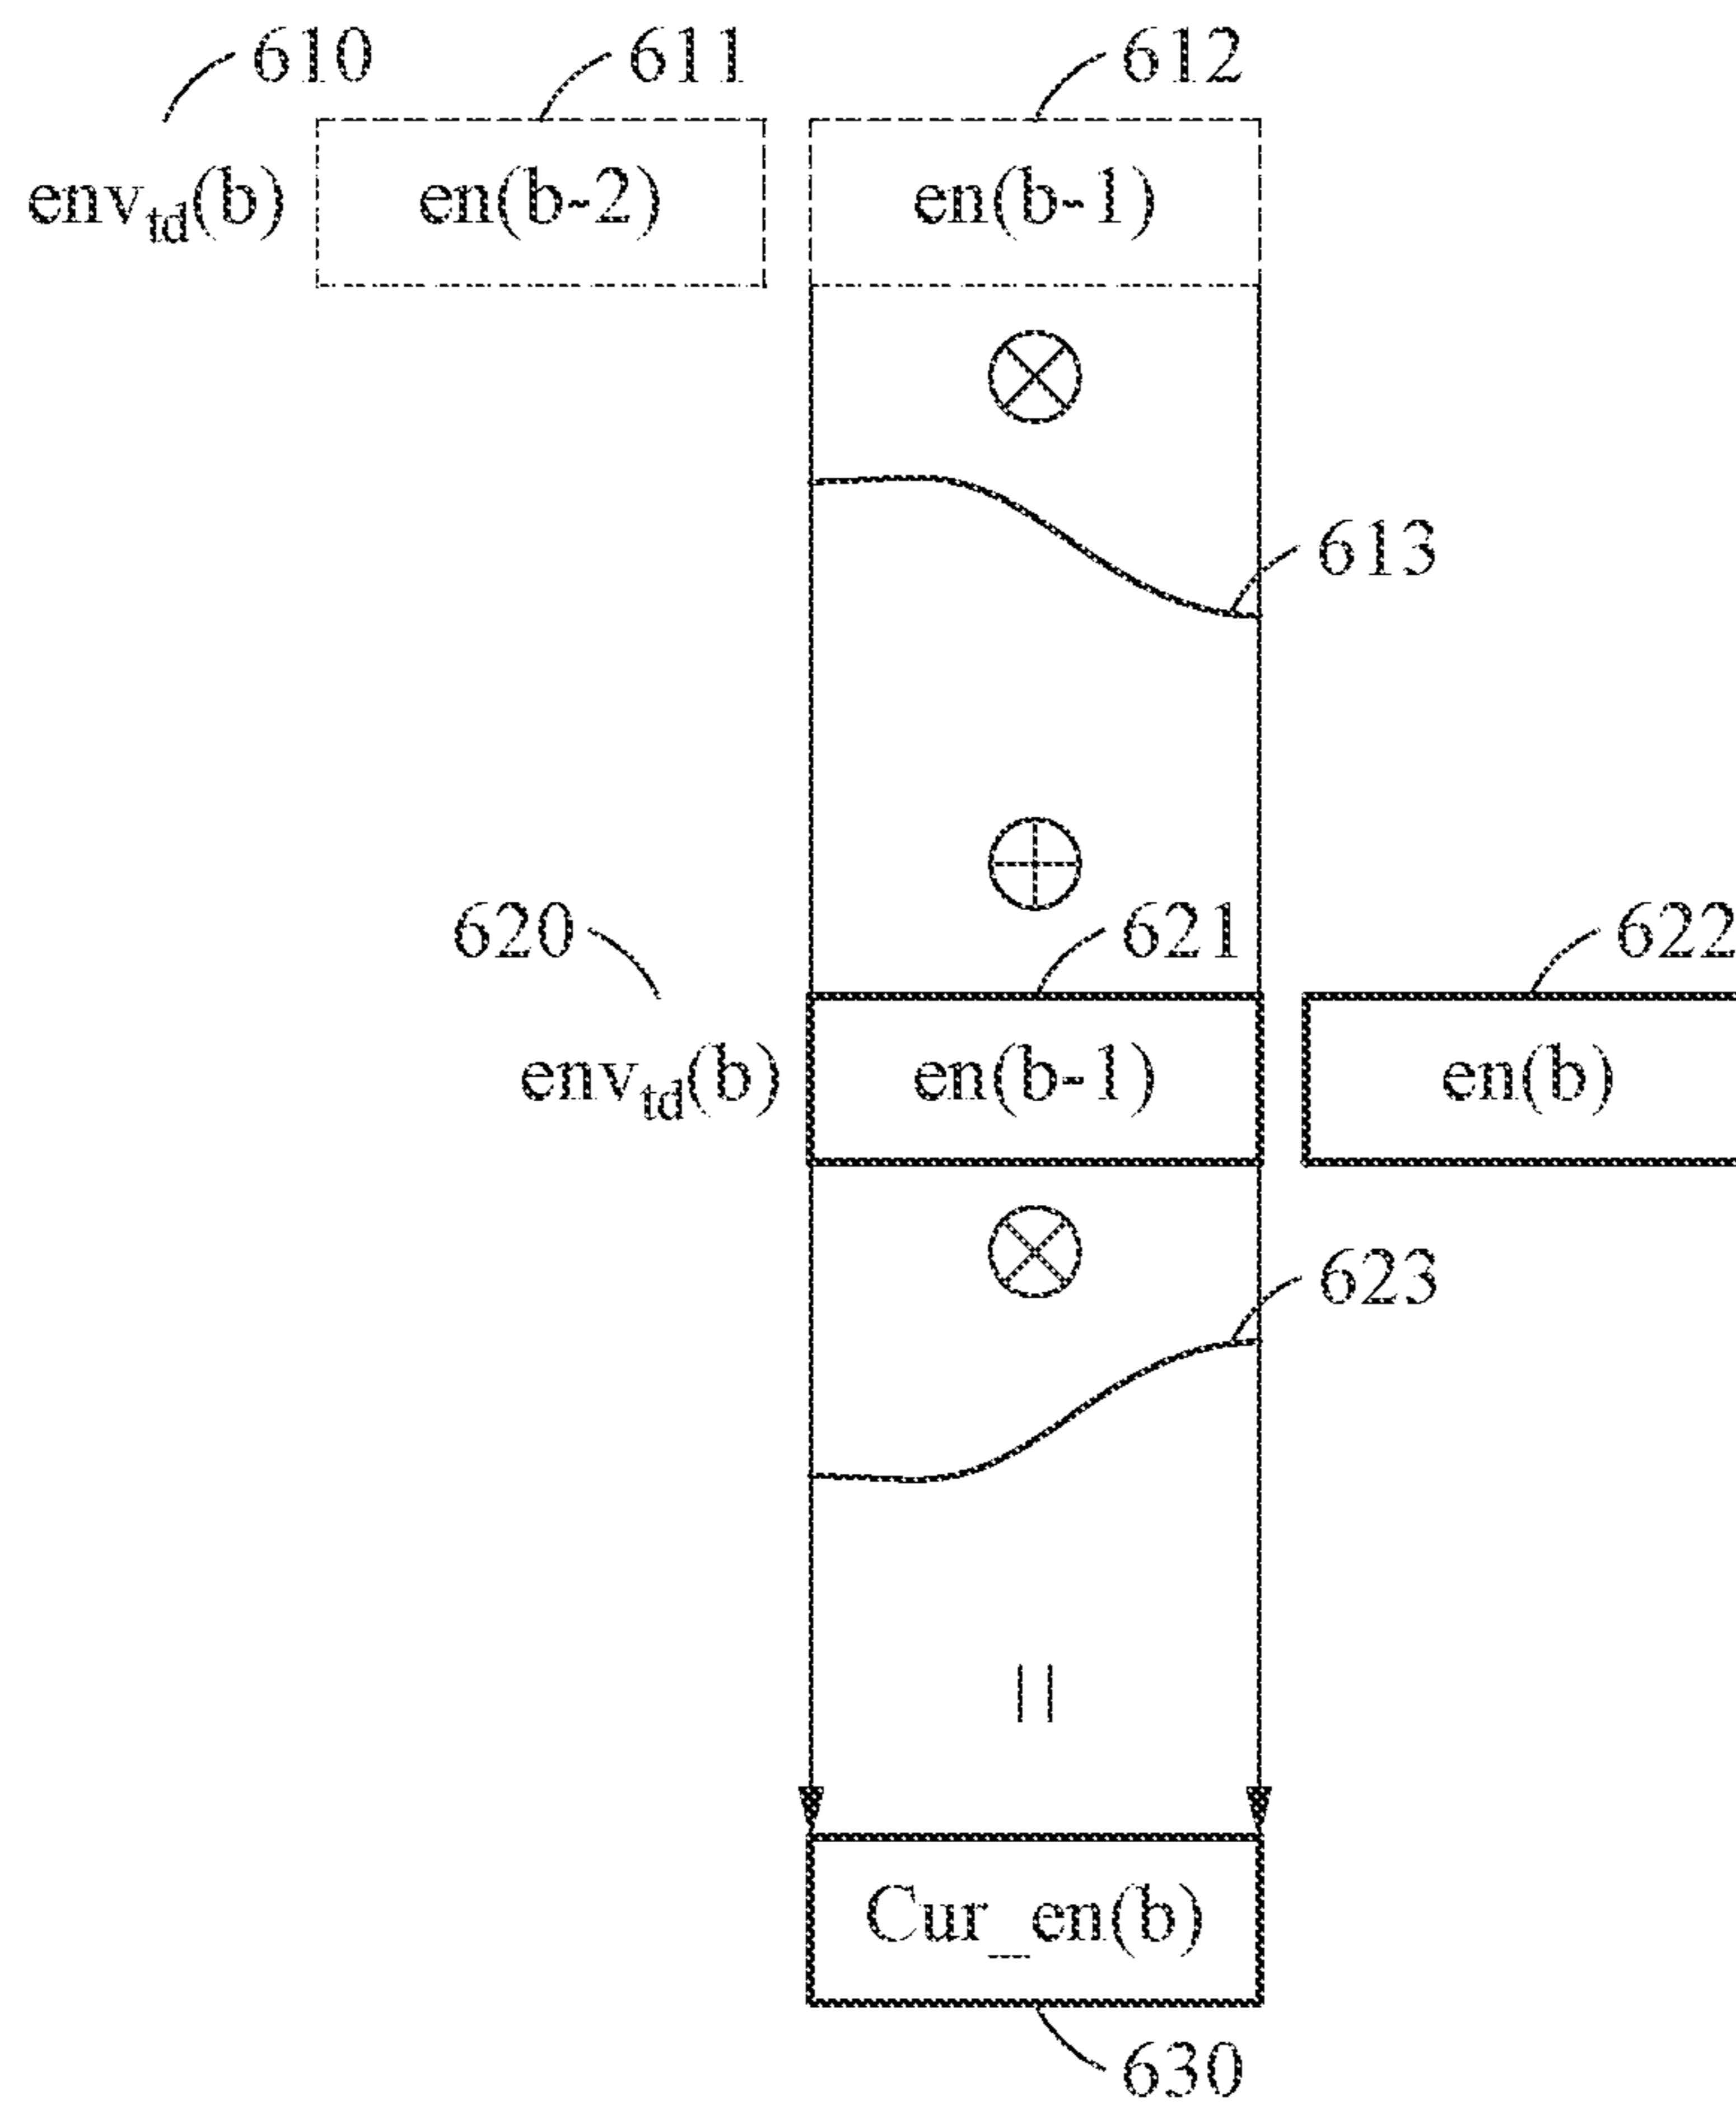 610 611 612
env_td(b) en(b-2) en(b-1)
613
620 621 622
env_td(b) en(b-1) en(b)
623
Cur_en(b)
630